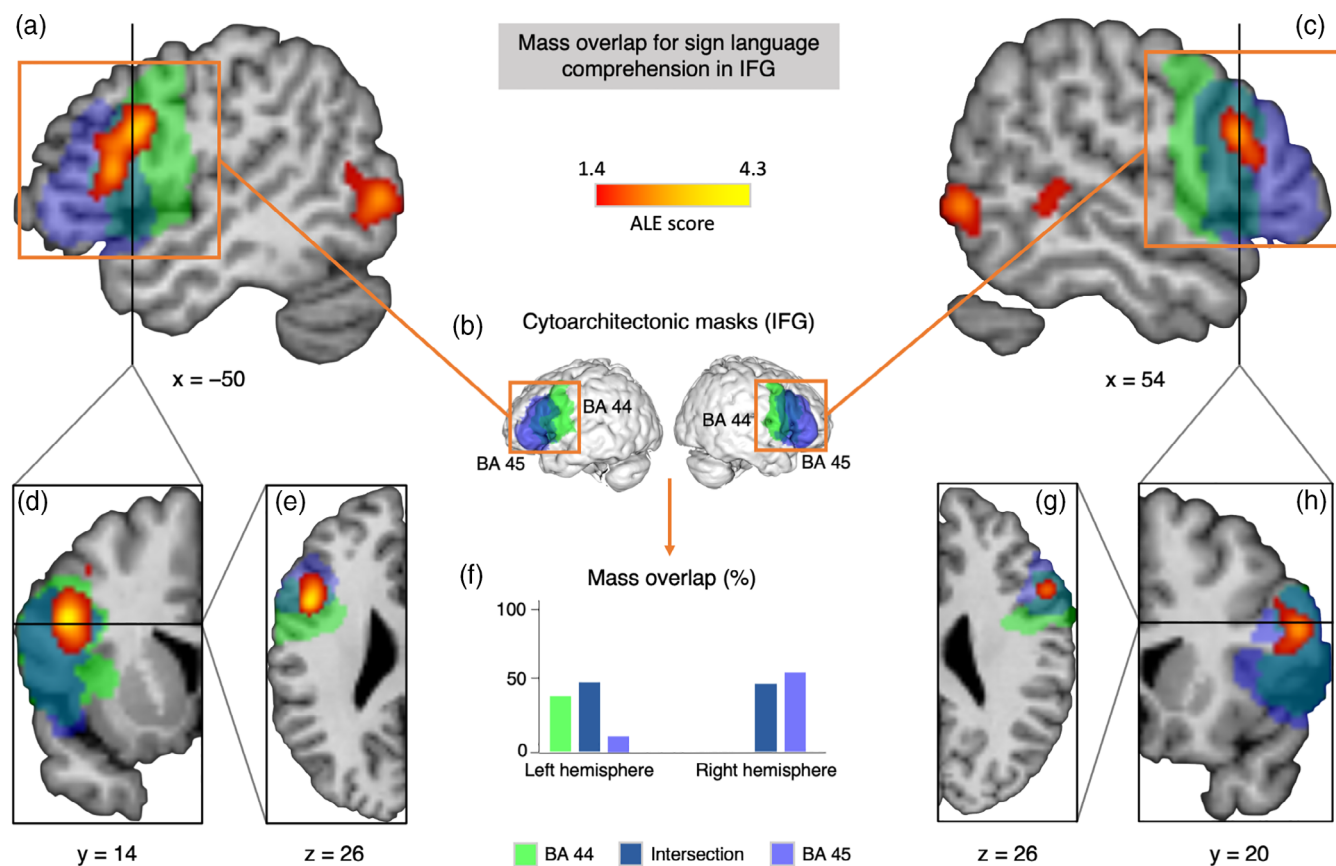 (a)
Mass overlap for sign language
comprehension in IFG
(c)
1.4
4.3
ALE score
(b)
Cytoarchitectonic masks (IFG)
x = –50
x = 54
BA 44
BA 44
BA 45
BA 45
(d)
(e)
(g)
(h)
(f)
Mass overlap (%)
100
50
0
Left hemisphere
Right hemisphere
y = 14
z = 26
BA 44
Intersection
BA 45
z = 26
y = 20